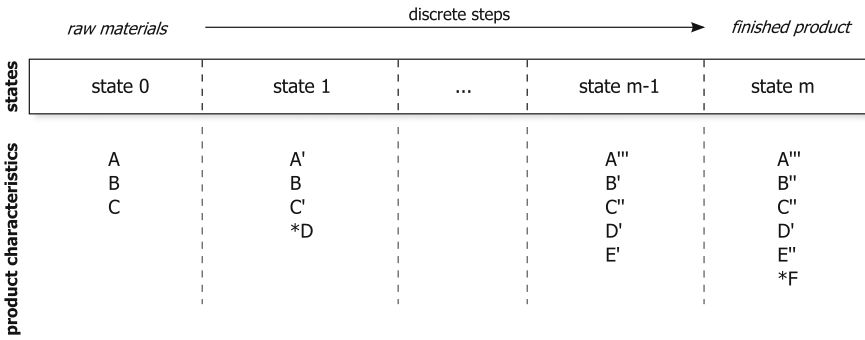 raw materials discrete steps finished product
states state 0 state 1 ... state m-1 state m
product characteristics
A A' A''' A'''
B B B' B''
C C' C'' C''
*D D' D'
E' E''
*F